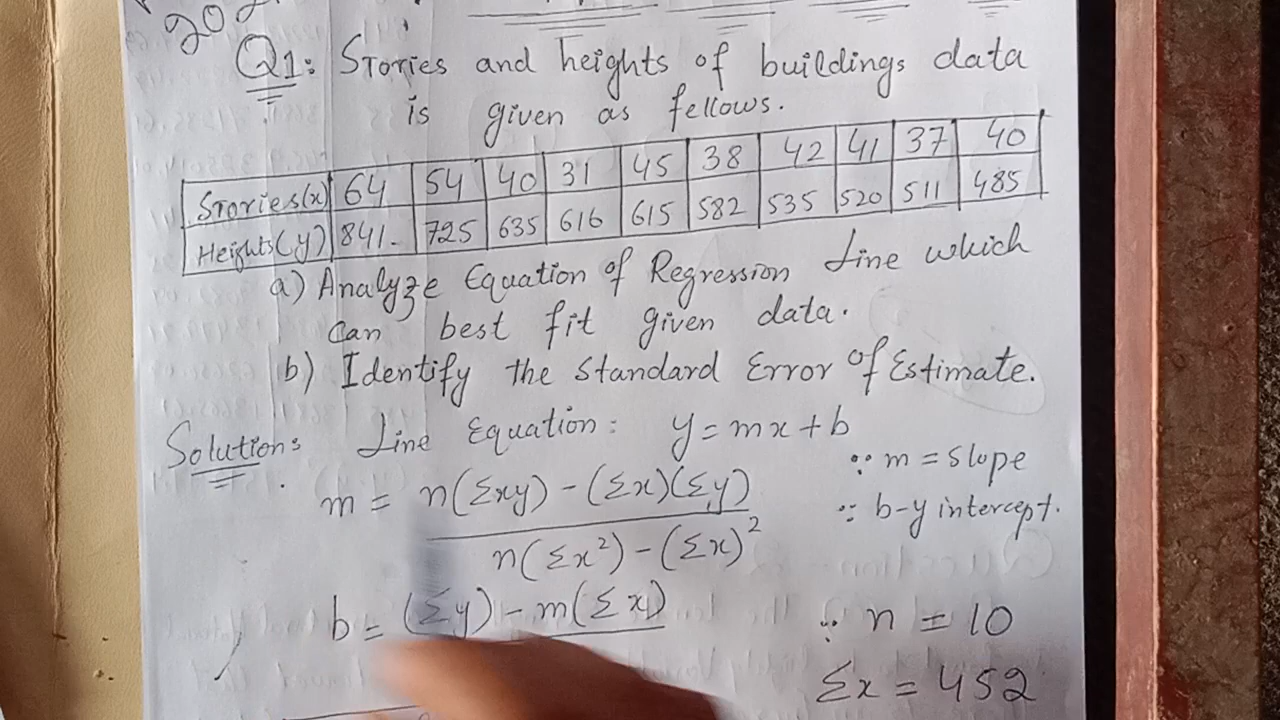 202
Q1: Stories and heights of buildings data
is given as fellows.
Stories(x) 64 54 40 31 45 38 42 41 37 40
Heights(y) 841. 725 635 616 615 582 535 520 511 485
a) Analyze Equation of Regression Line which
can best fit given data.
b) Identify the Standard Error of Estimate.
Solution: Line Equation: y = mx + b
m = n(Σxy) - (Σx)(Σy) / n(Σx²) - (Σx)²
∵ m = slope
∵ b-y intercept.
b = (Σy) - m(Σx)
∵ n = 10
Σx = 452